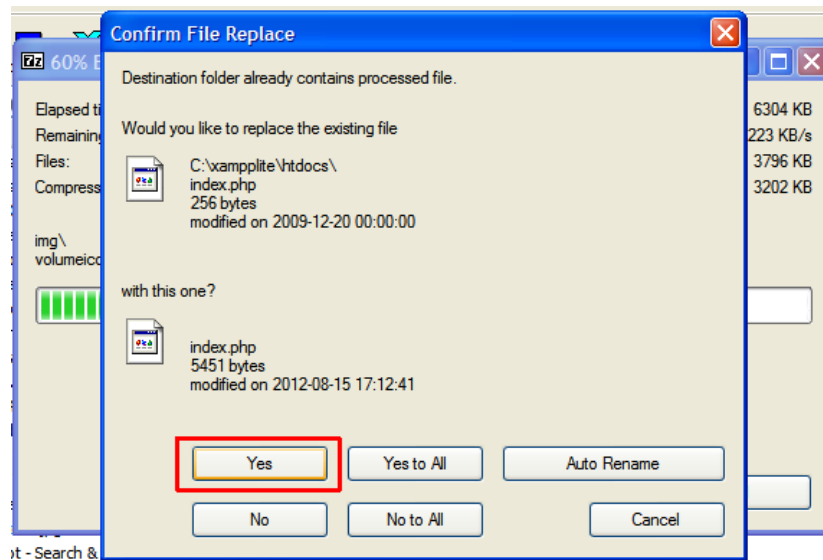 Confirm File Replace
60%
Destination folder already contains processed file.
Elapsed
6304 KB
Would you like to replace the existing file
Remaining
223 KB/s
Files:
3796 KB
C:\xampplite\htdocs\
index.php
256 bytes
modified on 2009-12-20 00:00:00
Compress
3202 KB
img\
with this one?
index.php
5451 bytes
modified on 2012-08-15 17:12:41
Yes
Yes to All
Auto Rename
No
No to All
Cancel
- Search &